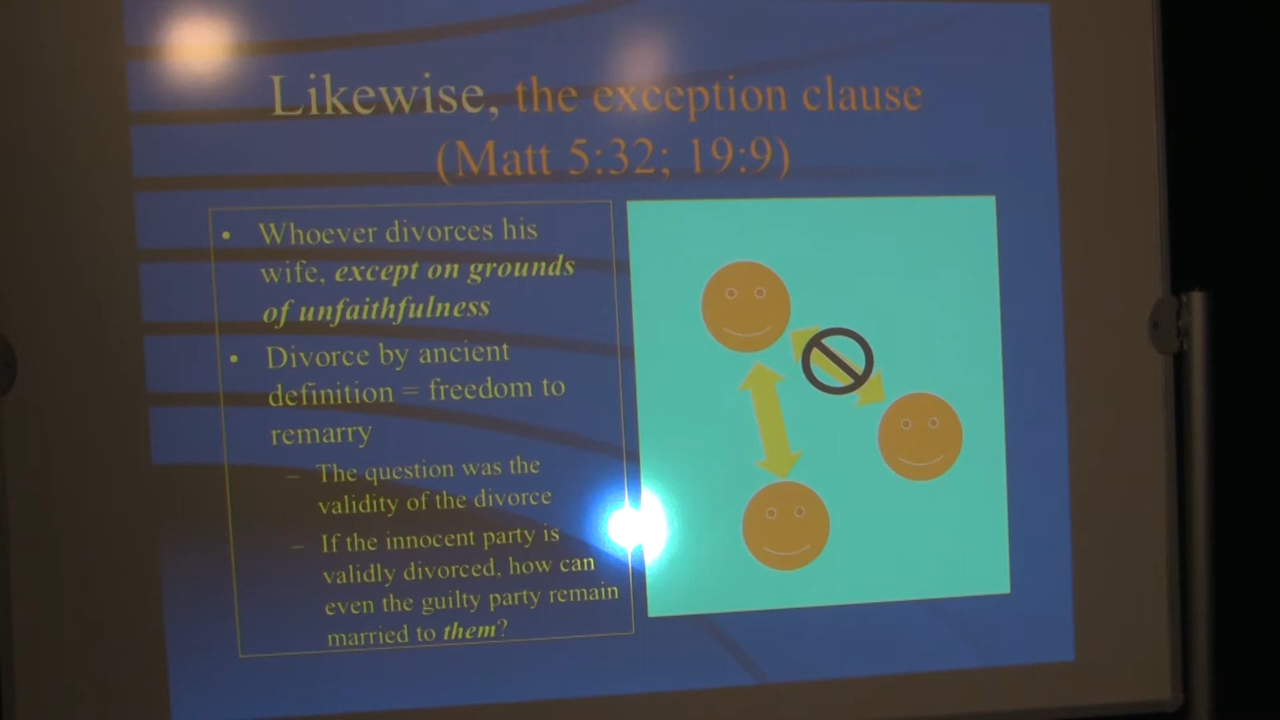 Likewise, the exception clause
(Matt 5:32; 19:9)
• Whoever divorces his
wife, except on grounds
of unfaithfulness
• Divorce by ancient
definition = freedom to
remarry
– The question was the
validity of the divorce
– If the innocent party is
validly divorced, how can
even the guilty party remain
married to them?